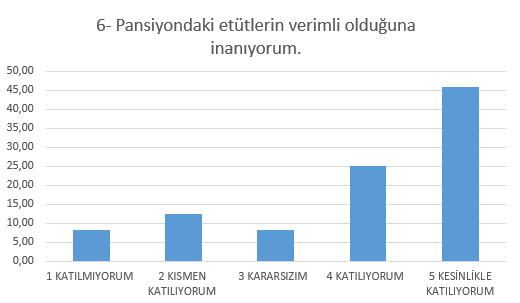 6- Pansiyondaki etütlerin verimli olduğuna
inanıyorum.
50,00
45,00
40,00
35,00
30,00
25,00
20,00
15,00
10,00
5,00
0,00
1 KATILMIYORUM
2 KISMEN
KATILIYORUM
3 KARARSIZIM
4 KATILIYORUM
5 KESİNLİKLE
KATILIYORUM